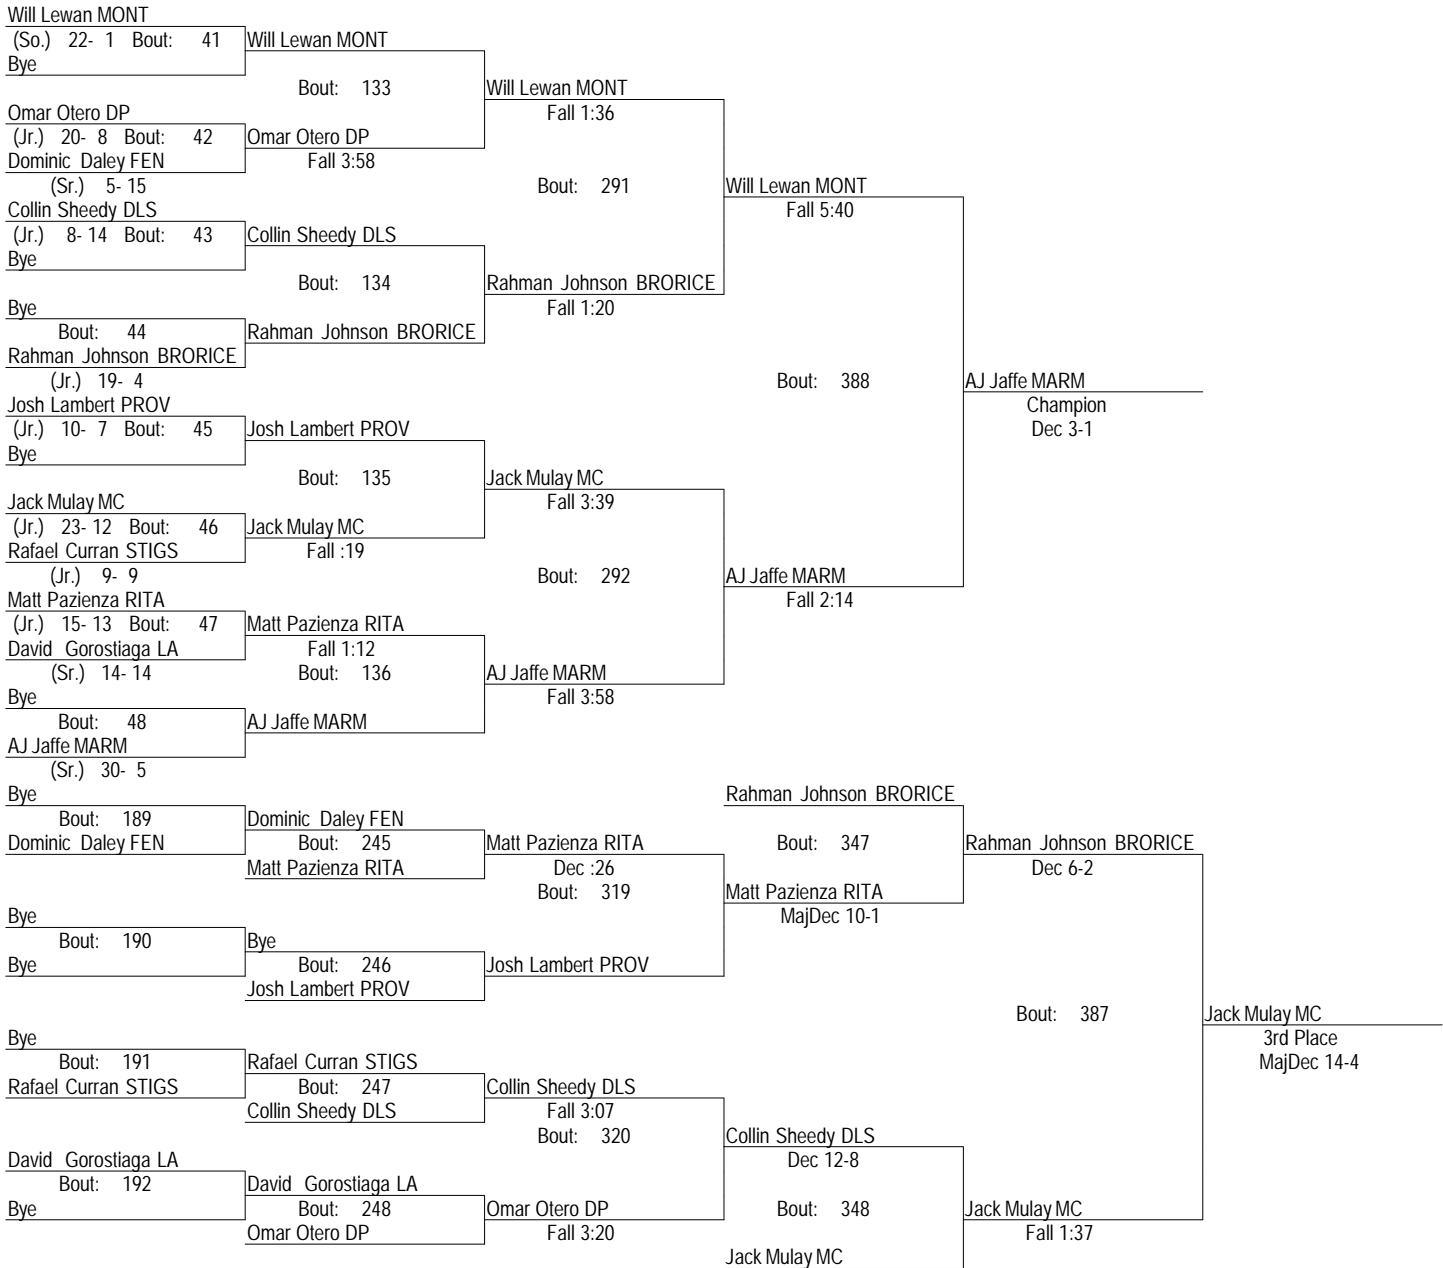 Will Lewan MONT
(So.) 22- 1 Bout: 41 Will Lewan MONT
Bye
Bout: 133 Will Lewan MONT
Omar Otero DP Fall 1:36
(Jr.) 20- 8 Bout: 42 Omar Otero DP
Dominic Daley FEN Fall 3:58
(Sr.) 5- 15 Bout: 291 Will Lewan MONT
Collin Sheedy DLS Fall 5:40
(Jr.) 8- 14 Bout: 43 Collin Sheedy DLS
Bye
Bout: 134 Rahman Johnson BRORICE
Bye Fall 1:20
Bout: 44 Rahman Johnson BRORICE
Rahman Johnson BRORICE
(Jr.) 19- 4 Bout: 388 AJ Jaffe MARM
Josh Lambert PROV Champion
(Jr.) 10- 7 Bout: 45 Josh Lambert PROV Dec 3-1
Bye
Bout: 135 Jack Mulay MC
Jack Mulay MC Fall 3:39
(Jr.) 23- 12 Bout: 46 Jack Mulay MC
Rafael Curran STIGS Fall :19
(Jr.) 9- 9 Bout: 292 AJ Jaffe MARM
Matt Pazienza RITA Fall 2:14
(Jr.) 15- 13 Bout: 47 Matt Pazienza RITA
David Gorostiaga LA Fall 1:12
(Sr.) 14- 14 Bout: 136 AJ Jaffe MARM
Bye Fall 3:58
Bout: 48 AJ Jaffe MARM
AJ Jaffe MARM
(Sr.) 30- 5
Bye Rahman Johnson BRORICE
Bout: 189 Dominic Daley FEN
Dominic Daley FEN Bout: 245 Matt Pazienza RITA Bout: 347 Rahman Johnson BRORICE
Matt Pazienza RITA Dec :26 Dec 6-2
Bout: 319 Matt Pazienza RITA
Bye MajDec 10-1
Bout: 190 Bye
Bye Bout: 246 Josh Lambert PROV
Josh Lambert PROV
Bout: 387 Jack Mulay MC
Bye 3rd Place
Bout: 191 Rafael Curran STIGS MajDec 14-4
Rafael Curran STIGS Bout: 247 Collin Sheedy DLS
Collin Sheedy DLS Fall 3:07
Bout: 320 Collin Sheedy DLS
David Gorostiaga LA Dec 12-8
Bout: 192 David Gorostiaga LA
Bye Bout: 248 Omar Otero DP Bout: 348 Jack Mulay MC
Omar Otero DP Fall 3:20 Fall 1:37
Jack Mulay MC